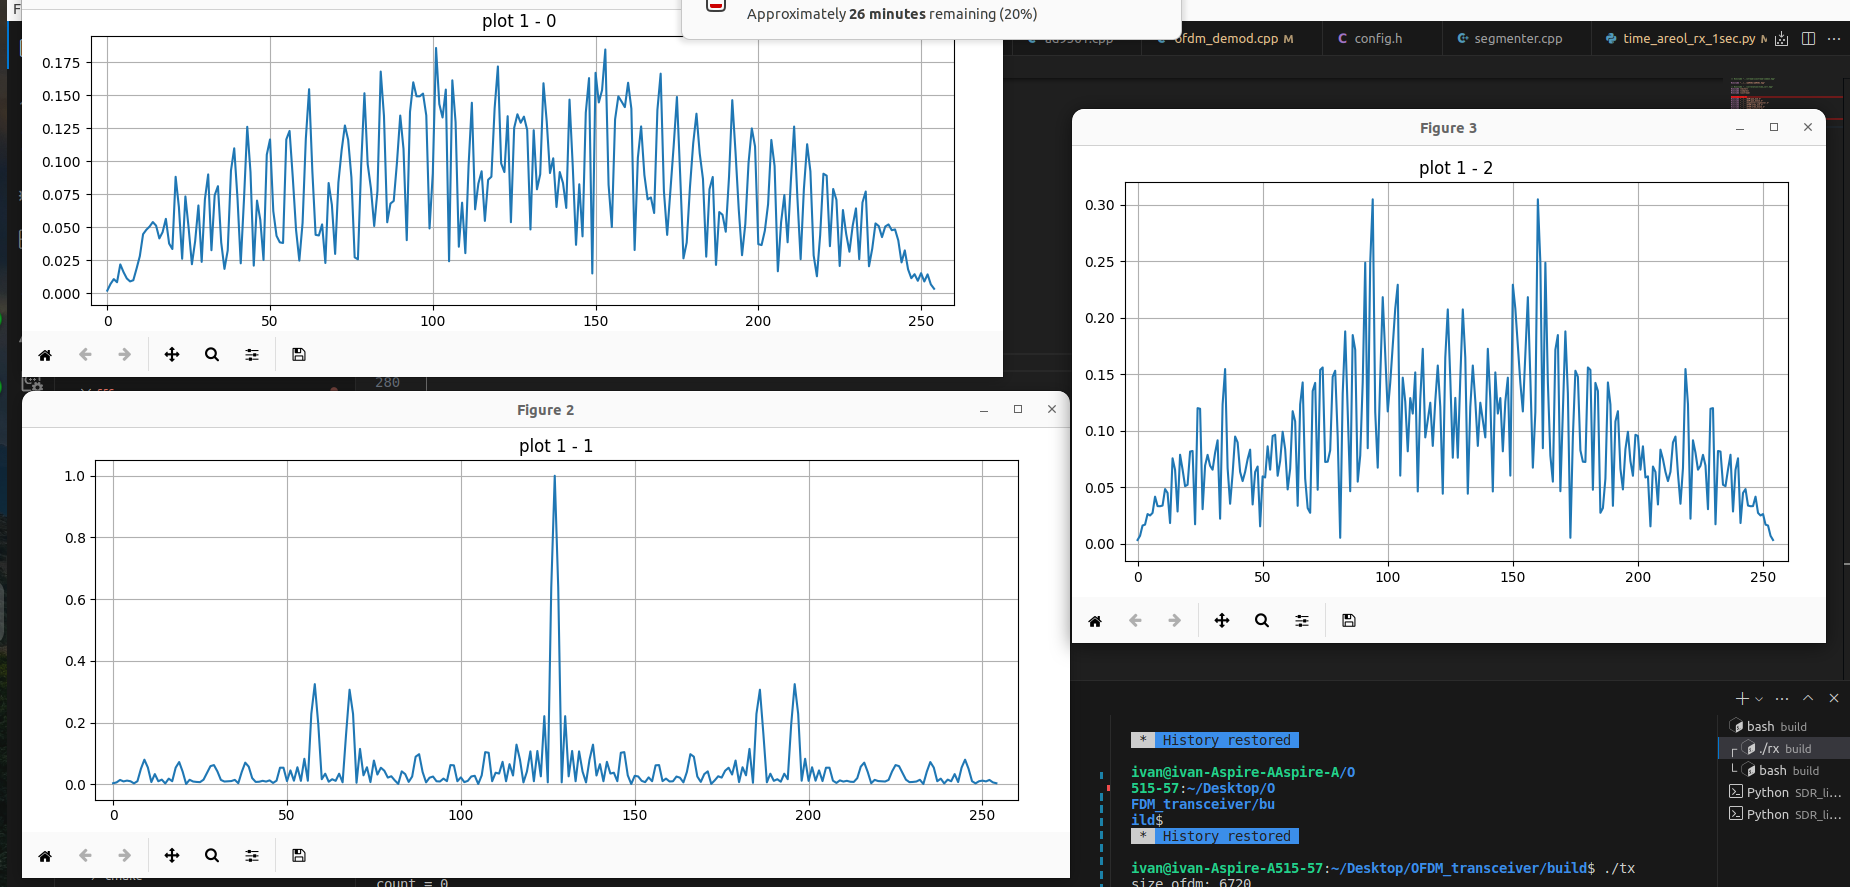 F
plot 1 - 0
0.175
0.150
0.125
0.100
0.075
0.050
0.025
0.000
0 50 100 150 200 250
Approximately 26 minutes remaining (20%)
ofdm_demod.cpp M
C config.h
segmenter.cpp
time_areol_rx_1sec.py M
280
Figure 3
plot 1 - 2
0.30
0.25
0.20
0.15
0.10
0.05
0.00
0 50 100 150 200 250
Figure 2
plot 1 - 1
1.0
0.8
0.6
0.4
0.2
0.0
0 50 100 150 200 250
count = 0
* History restored
ivan@ivan-Aspire-AAspire-A/O
515-57:~/Desktop/O
FDM_transceiver/bu
ild$
* History restored
ivan@ivan-Aspire-A515-57:~/Desktop/OFDM_transceiver/build$ ./tx
size ofdm: 6720
bash build
./rx build
bash build
Python SDR_li...
Python SDR_li...